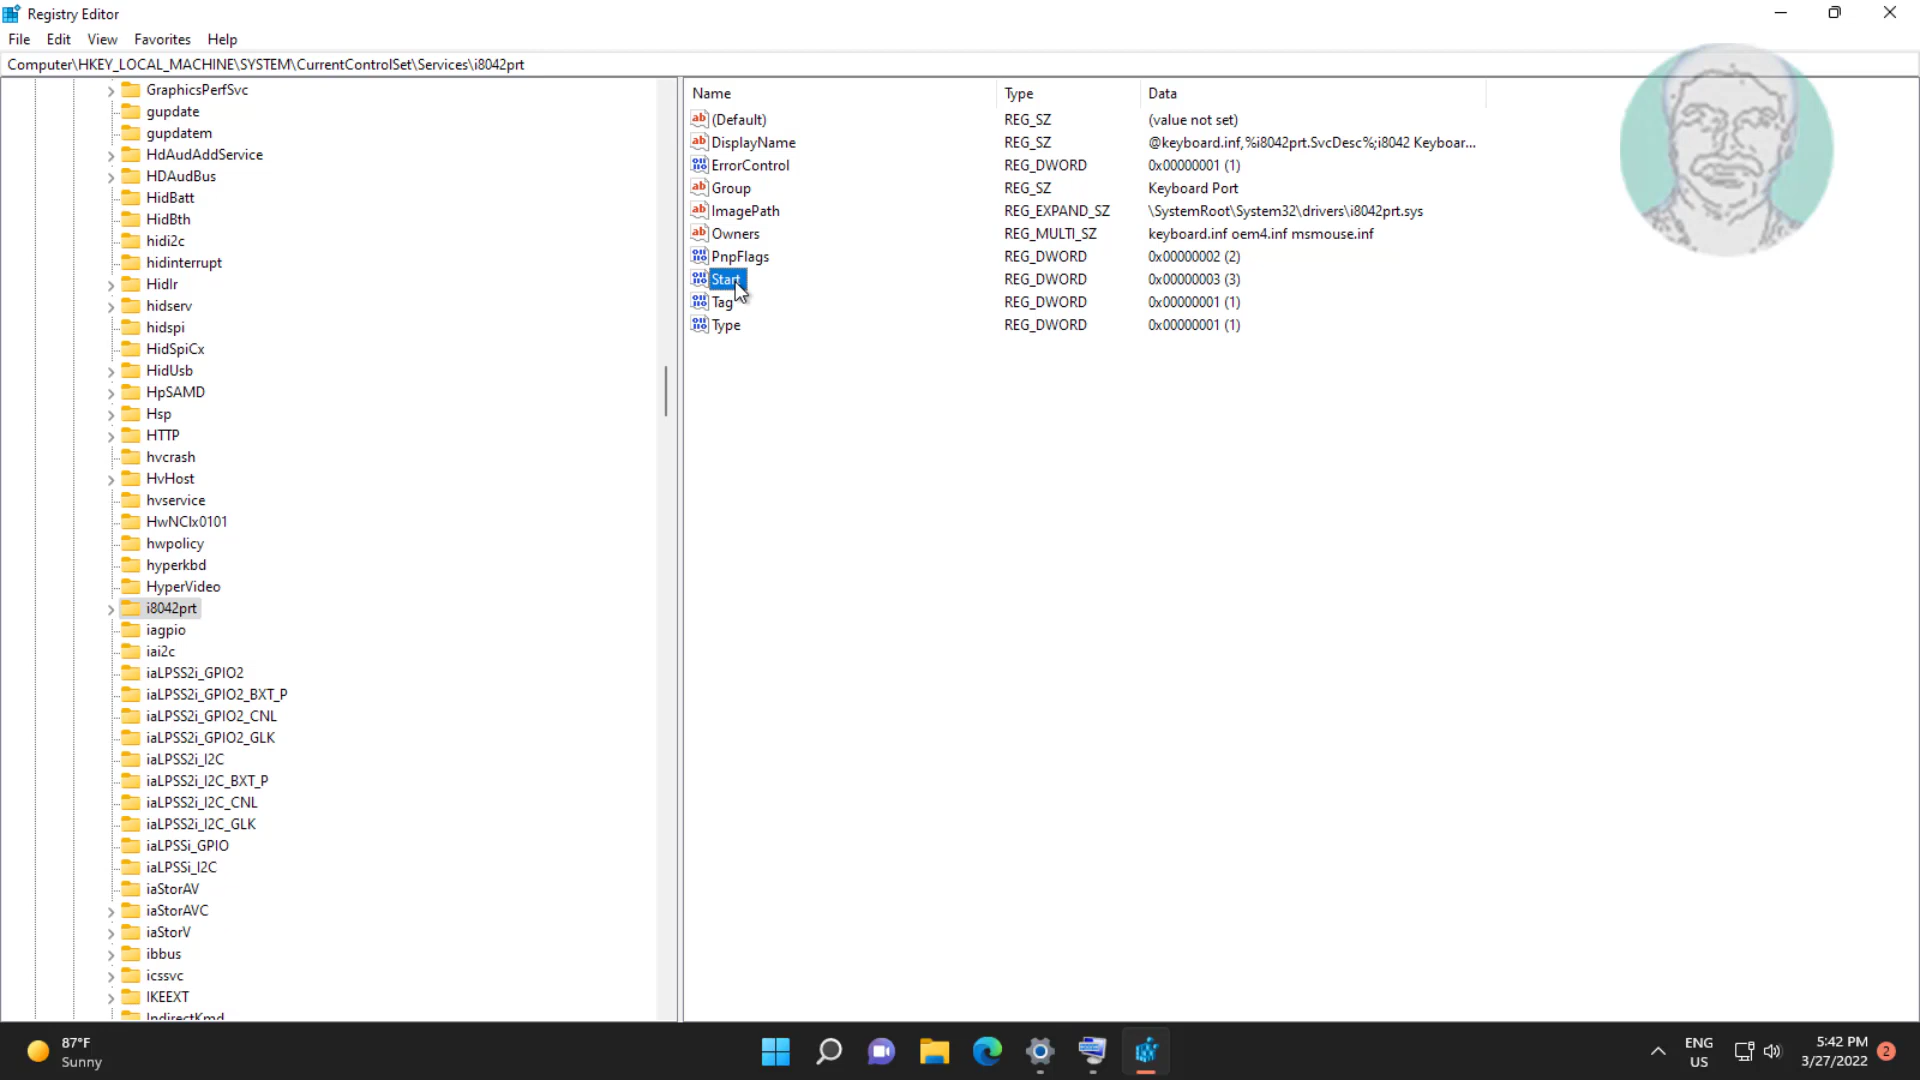 Registry Editor
File Edit View Favorites Help
Computer\HKEY_LOCAL_MACHINE\SYSTEM\CurrentControlSet\Services\i8042prt
GraphicsPerfSvc
gupdate
gupdatem
HdAudAddService
HDAudBus
HidBatt
HidBth
hidi2c
hidinterrupt
HidIr
hidserv
hidspi
HidSpiCx
HidUsb
HpSAMD
Hsp
HTTP
hvcrash
HvHost
hvservice
HwNClx0101
hwpolicy
hyperkbd
HyperVideo
i8042prt
iagpio
iai2c
iaLPSS2i_GPIO2
iaLPSS2i_GPIO2_BXT_P
iaLPSS2i_GPIO2_CNL
iaLPSS2i_GPIO2_GLK
iaLPSS2i_I2C
iaLPSS2i_I2C_BXT_P
iaLPSS2i_I2C_CNL
iaLPSS2i_I2C_GLK
iaLPSSi_GPIO
iaLPSSi_I2C
iaStorAV
iaStorAVC
iaStorV
ibbus
icssvc
IKEEXT
IndirectKmd
Name Type Data
(Default) REG_SZ (value not set)
DisplayName REG_SZ @keyboard.inf,%i8042prt.SvcDesc%;i8042 Keyboar...
ErrorControl REG_DWORD 0x00000001 (1)
Group REG_SZ Keyboard Port
ImagePath REG_EXPAND_SZ \SystemRoot\System32\drivers\i8042prt.sys
Owners REG_MULTI_SZ keyboard.inf oem4.inf msmouse.inf
PnpFlags REG_DWORD 0x00000002 (2)
Start REG_DWORD 0x00000003 (3)
Tag REG_DWORD 0x00000001 (1)
Type REG_DWORD 0x00000001 (1)
87°F
Sunny
ENG
US
5:42 PM
3/27/2022
2